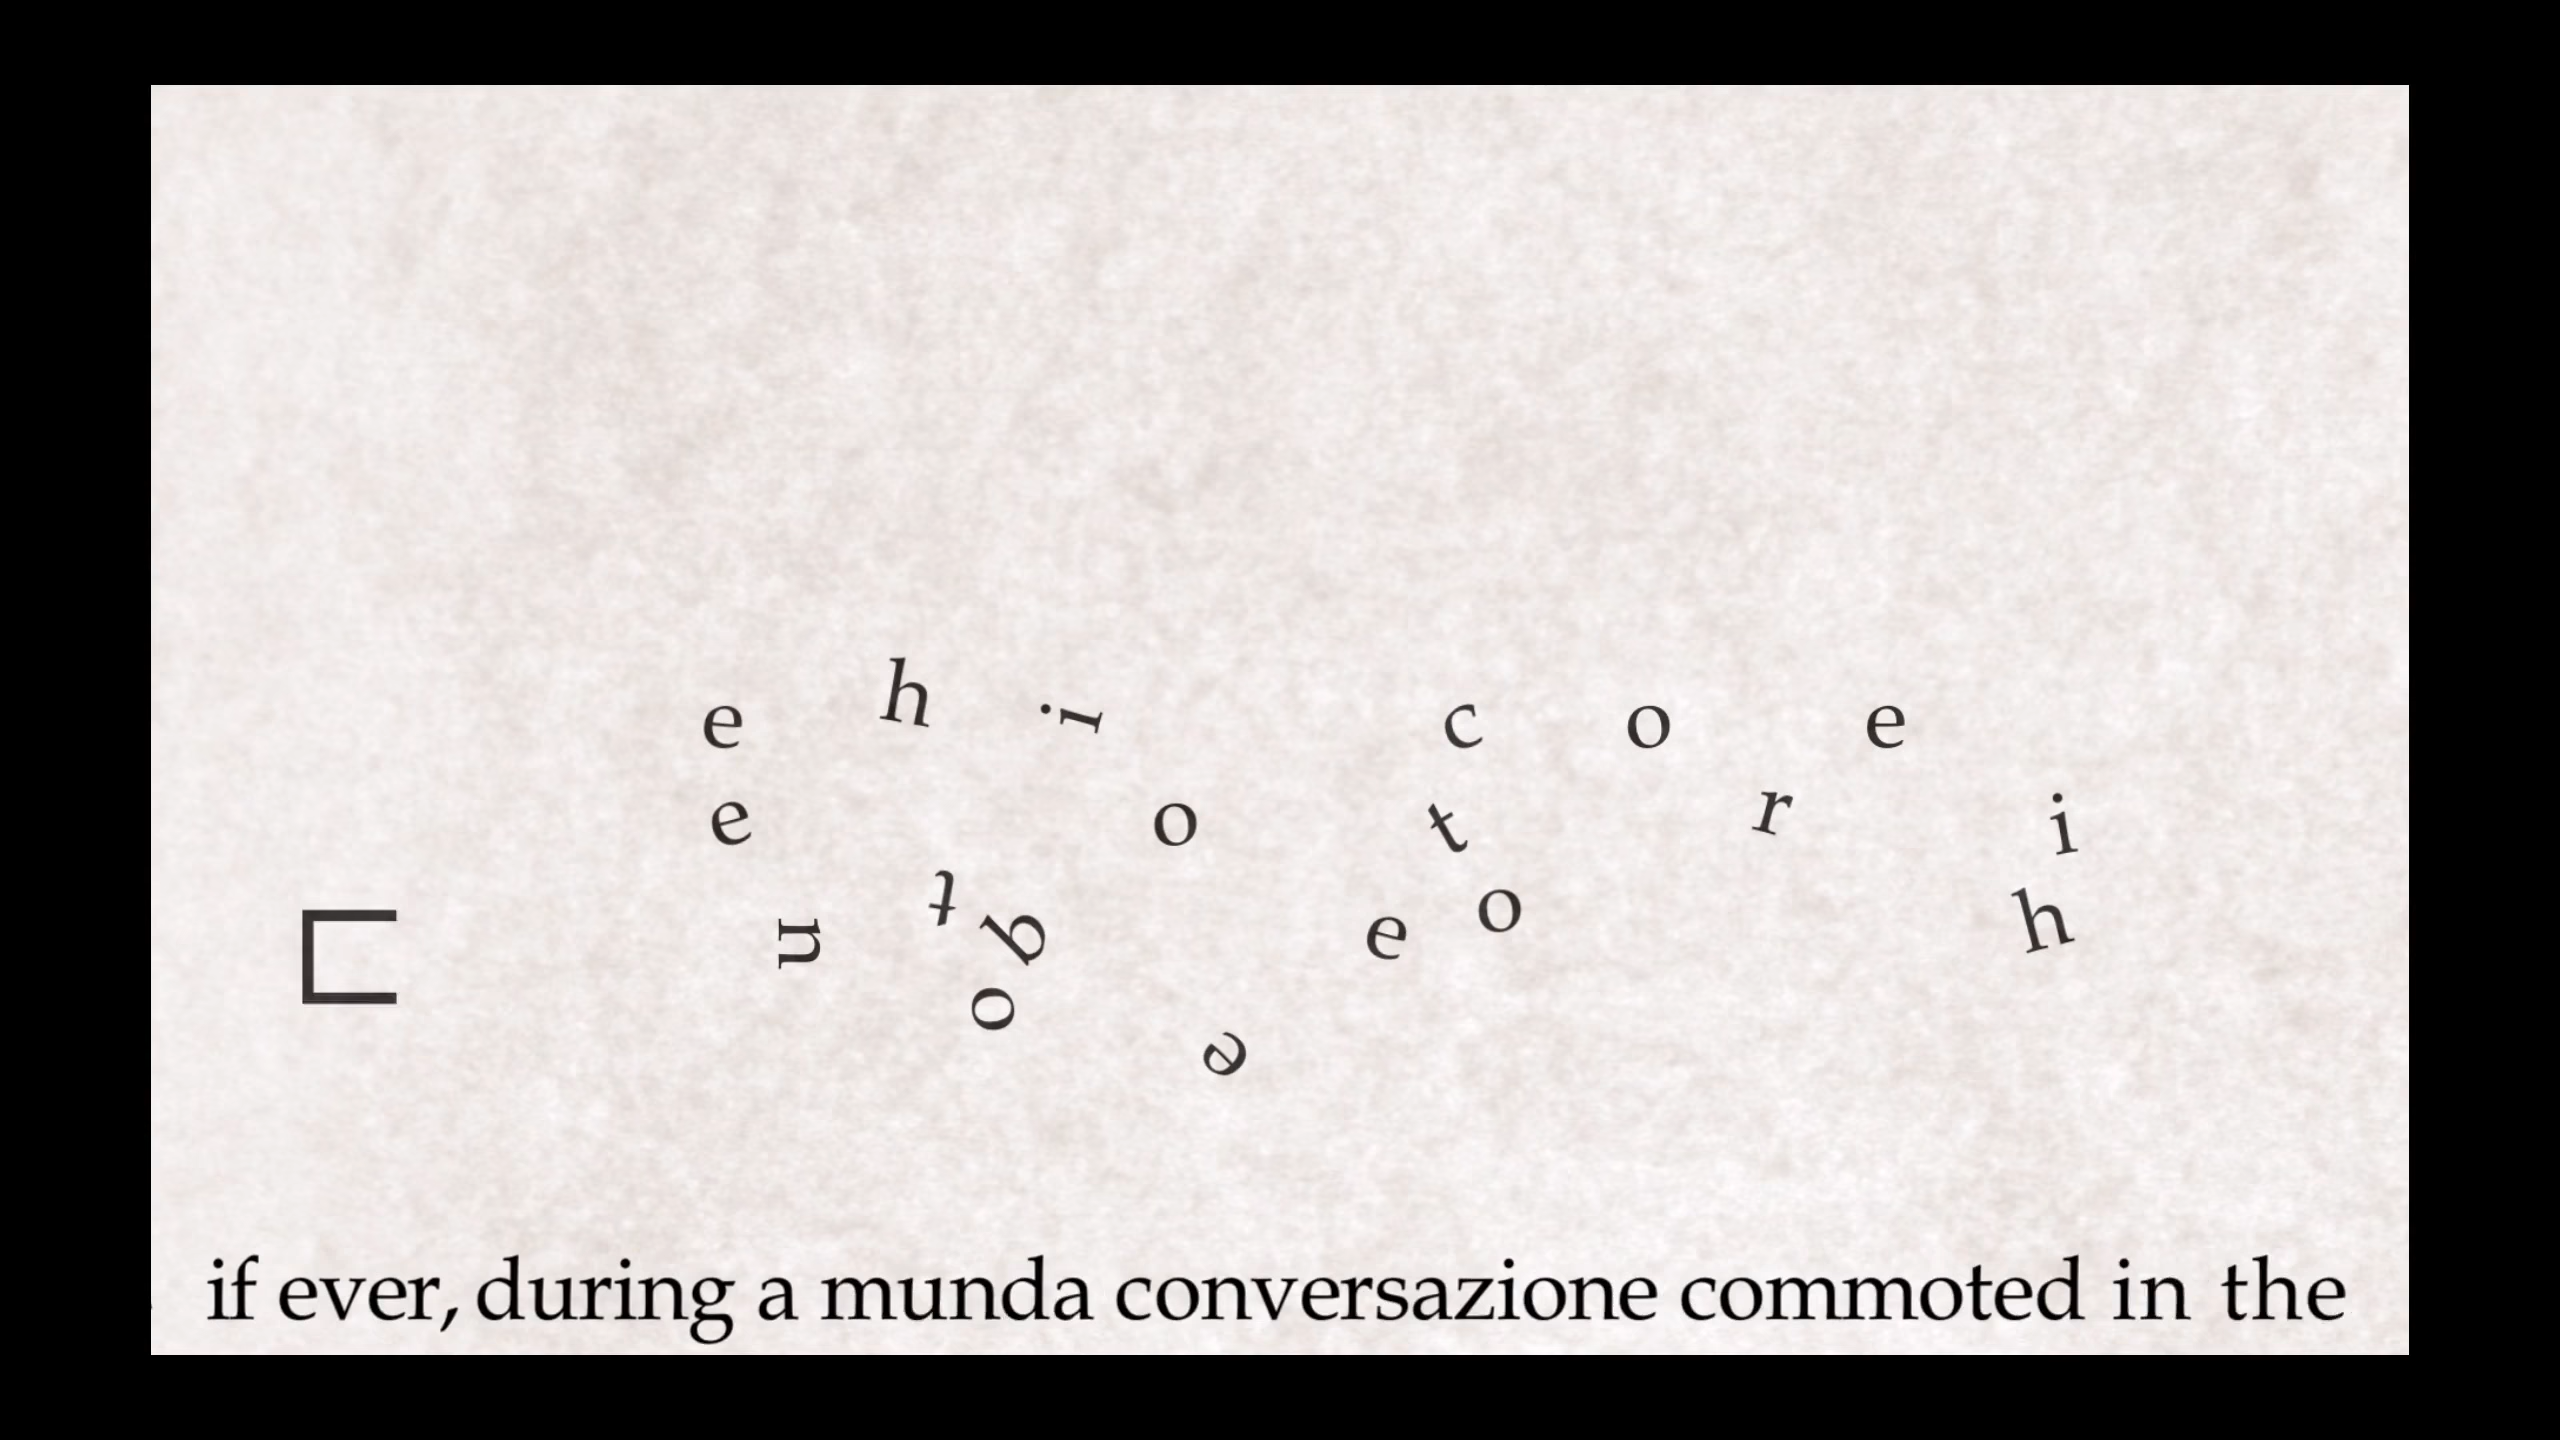 e h i c o e
e o t r i
t e o h
n b
o
e
if ever, during a munda conversazione commoted in the